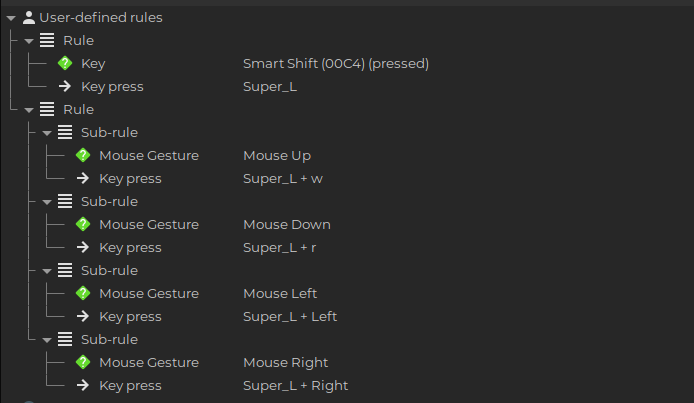 User-defined rules
Rule
Key Smart Shift (00C4) (pressed)
Key press Super_L
Rule
Sub-rule
Mouse Gesture Mouse Up
Key press Super_L + w
Sub-rule
Mouse Gesture Mouse Down
Key press Super_L + r
Sub-rule
Mouse Gesture Mouse Left
Key press Super_L + Left
Sub-rule
Mouse Gesture Mouse Right
Key press Super_L + Right